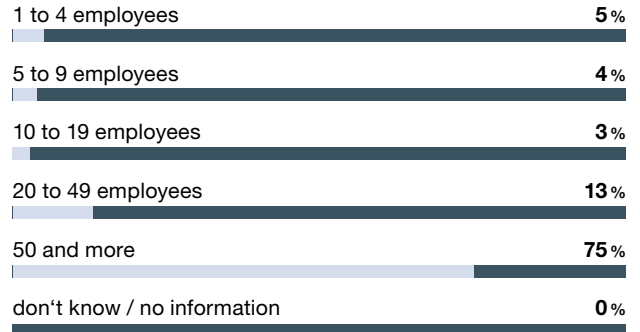 1 to 4 employees 5 %
5 to 9 employees 4 %
10 to 19 employees 3 %
20 to 49 employees 13 %
50 and more 75 %
don‘t know / no information 0 %